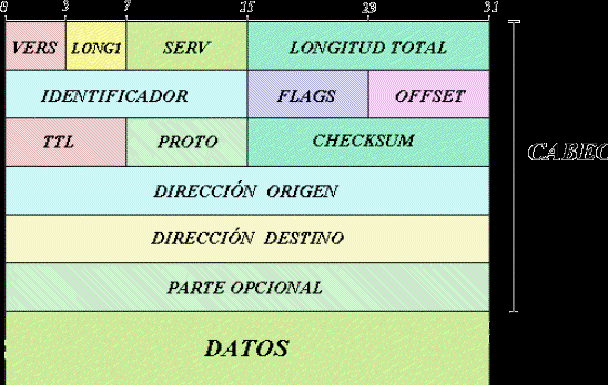 0 3 7 15 23 31
VERS LONG1 SERV LONGITUD TOTAL
IDENTIFICADOR FLAGS OFFSET
TTL PROTO CHECKSUM
CABEC
DIRECCIÓN ORIGEN
DIRECCIÓN DESTINO
PARTE OPCIONAL
DATOS